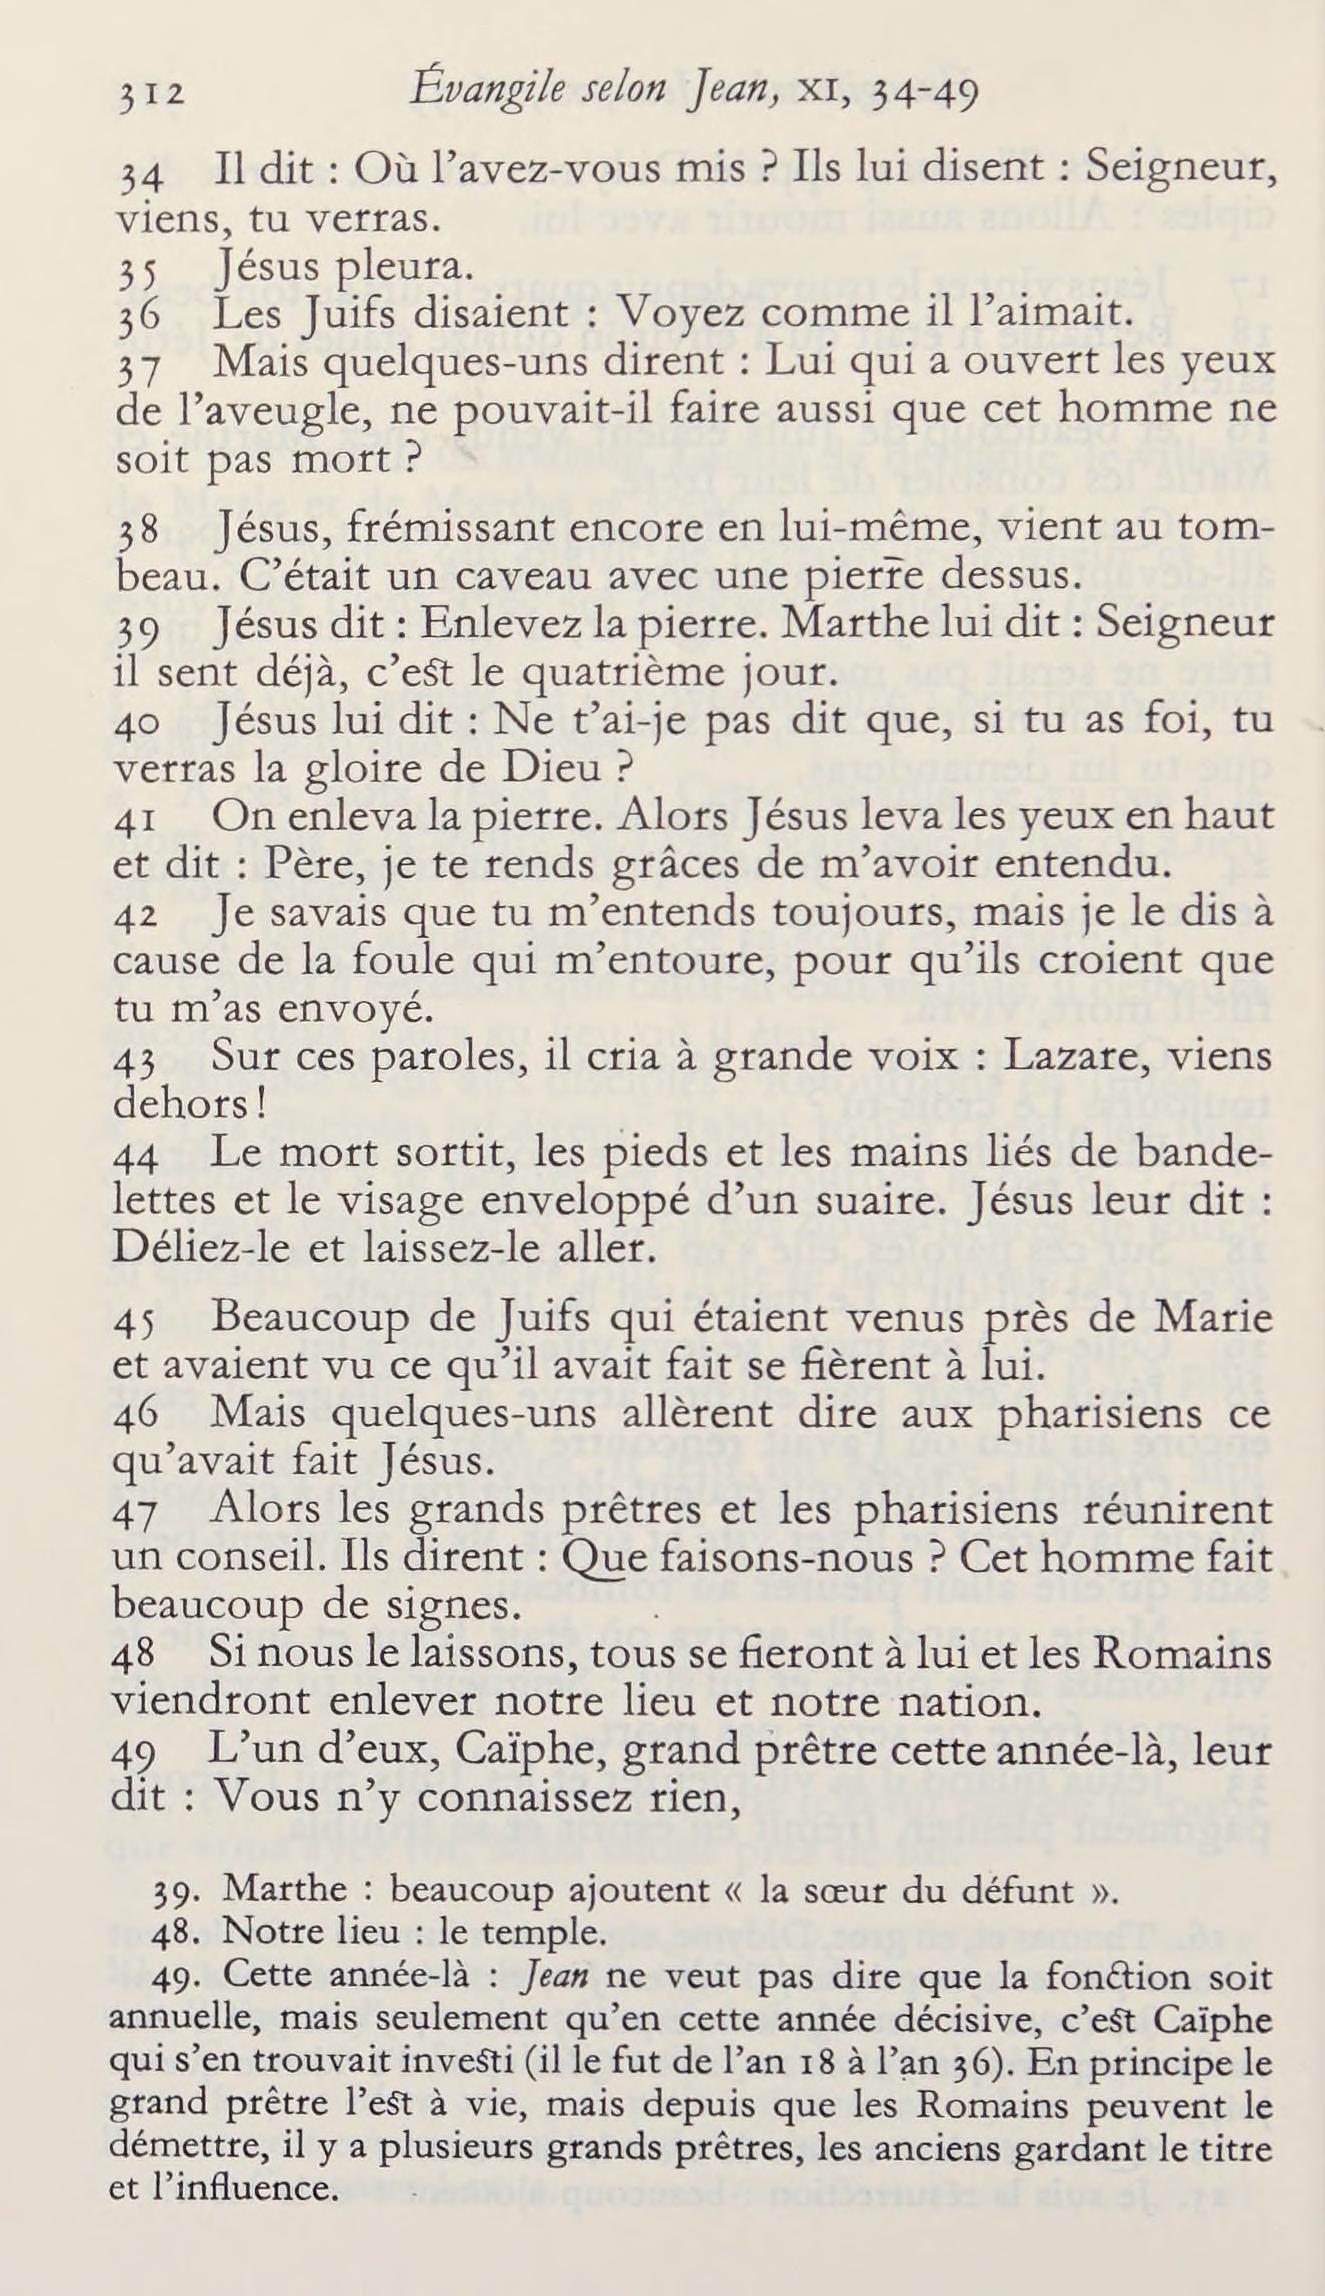 312 Évangile selon Jean, XI, 34-49
34 Il dit : Où l’avez-vous mis ? Ils lui disent : Seigneur,
viens, tu verras.
35 Jésus pleura.
36 Les Juifs disaient : Voyez comme il l’aimait.
37 Mais quelques-uns dirent : Lui qui a ouvert les yeux
de l’aveugle, ne pouvait-il faire aussi que cet homme ne
soit pas mort ?
38 Jésus, frémissant encore en lui-même, vient au tom-
beau. C’était un caveau avec une pierre dessus.
39 Jésus dit : Enlevez la pierre. Marthe lui dit : Seigneur
il sent déjà, c’est le quatrième jour.
40 Jésus lui dit : Ne t’ai-je pas dit que, si tu as foi, tu
verras la gloire de Dieu ?
41 On enleva la pierre. Alors Jésus leva les yeux en haut
et dit : Père, je te rends grâces de m’avoir entendu.
42 Je savais que tu m’entends toujours, mais je le dis à
cause de la foule qui m’entoure, pour qu’ils croient que
tu m’as envoyé.
43 Sur ces paroles, il cria à grande voix : Lazare, viens
dehors !
44 Le mort sortit, les pieds et les mains liés de bande-
lettes et le visage enveloppé d’un suaire. Jésus leur dit :
Déliez-le et laissez-le aller.
45 Beaucoup de Juifs qui étaient venus près de Marie
et avaient vu ce qu’il avait fait se fièrent à lui.
46 Mais quelques-uns allèrent dire aux pharisiens ce
qu’avait fait Jésus.
47 Alors les grands prêtres et les pharisiens réunirent
un conseil. Ils dirent : Que faisons-nous ? Cet homme fait
beaucoup de signes.
48 Si nous le laissons, tous se fieront à lui et les Romains
viendront enlever notre lieu et notre nation.
49 L’un d’eux, Caïphe, grand prêtre cette année-là, leur
dit : Vous n’y connaissez rien,
39. Marthe : beaucoup ajoutent « la sœur du défunt ».
48. Notre lieu : le temple.
49. Cette année-là : Jean ne veut pas dire que la fonction soit
annuelle, mais seulement qu’en cette année décisive, c’est Caïphe
qui s’en trouvait investi (il le fut de l’an 18 à l’an 36). En principe le
grand prêtre l’est à vie, mais depuis que les Romains peuvent le
démettre, il y a plusieurs grands prêtres, les anciens gardant le titre
et l’influence.